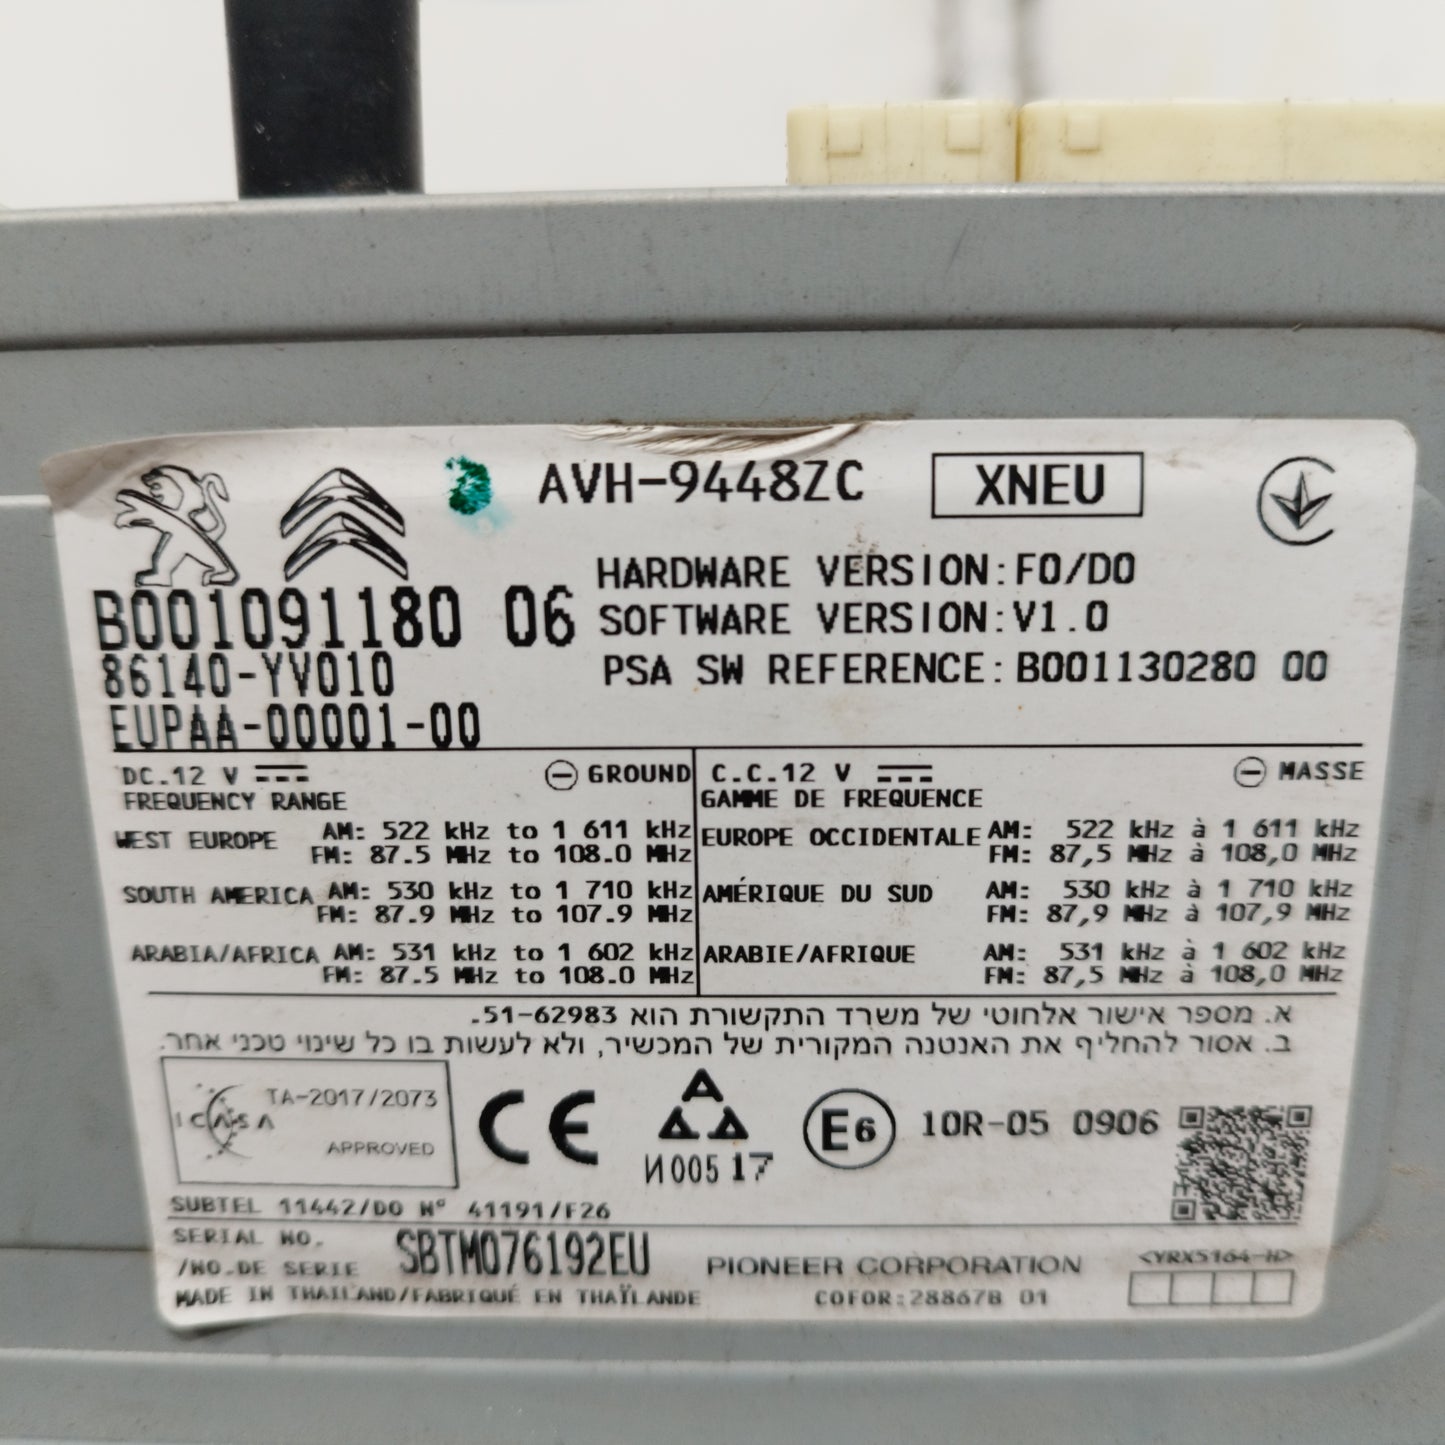 AVH-9448ZC XNEU
B001091180 06
86140-YV010
EUPAA-00001-00
HARDWARE VERSION:F0/D0
SOFTWARE VERSION:V1.0
PSA SW REFERENCE:B001130280 00
DC.12 V GROUND
FREQUENCY RANGE
WEST EUROPE AM: 522 kHz to 1 611 kHz
FM: 87.5 MHz to 108.0 MHz
SOUTH AMERICA AM: 530 kHz to 1 710 kHz
FM: 87.9 MHz to 107.9 MHz
ARABIA/AFRICA AM: 531 kHz to 1 602 kHz
FM: 87.5 MHz to 108.0 MHz
C.C.12 V MASSE
GAMME DE FREQUENCE
EUROPE OCCIDENTALE AM: 522 kHz à 1 611 kHz
FM: 87,5 MHz à 108,0 MHz
AMÉRIQUE DU SUD AM: 530 kHz à 1 710 kHz
FM: 87,9 MHz à 107,9 MHz
ARABIE/AFRIQUE AM: 531 kHz à 1 602 kHz
FM: 87,5 MHz à 108,0 MHz
א. מספר אישור אלחוטי של משרד התקשורת הוא 51-62983.
ב. אסור להחליף את האנטנה המקורית של המכשיר, ולא לעשות בו כל שינוי טכני אחר.
ICASA TA-2017/2073
APPROVED
CE
И005 17
E6 10R-05 0906
SUBTEL 11442/DO Nº 41191/F26
SERIAL NO.
/NO.DE SERIE SBTM076192EU
MADE IN THAILAND/FABRIQUÉ EN THAÏLANDE
PIONEER CORPORATION
COFOR:28867B 01
<YRX5164-H>